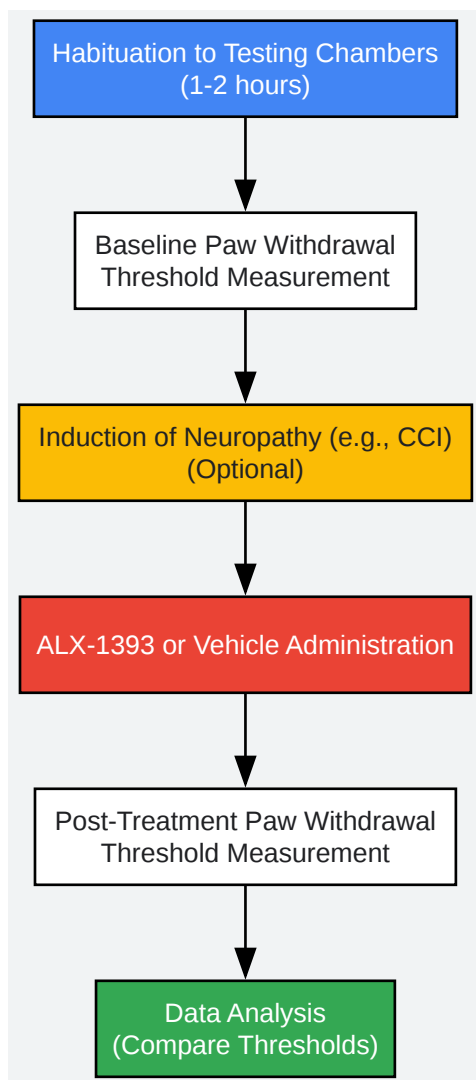 Habituation to Testing Chambers
(1-2 hours)
Baseline Paw Withdrawal
Threshold Measurement
Induction of Neuropathy (e.g., CCI)
(Optional)
ALX-1393 or Vehicle Administration
Post-Treatment Paw Withdrawal
Threshold Measurement
Data Analysis
(Compare Thresholds)